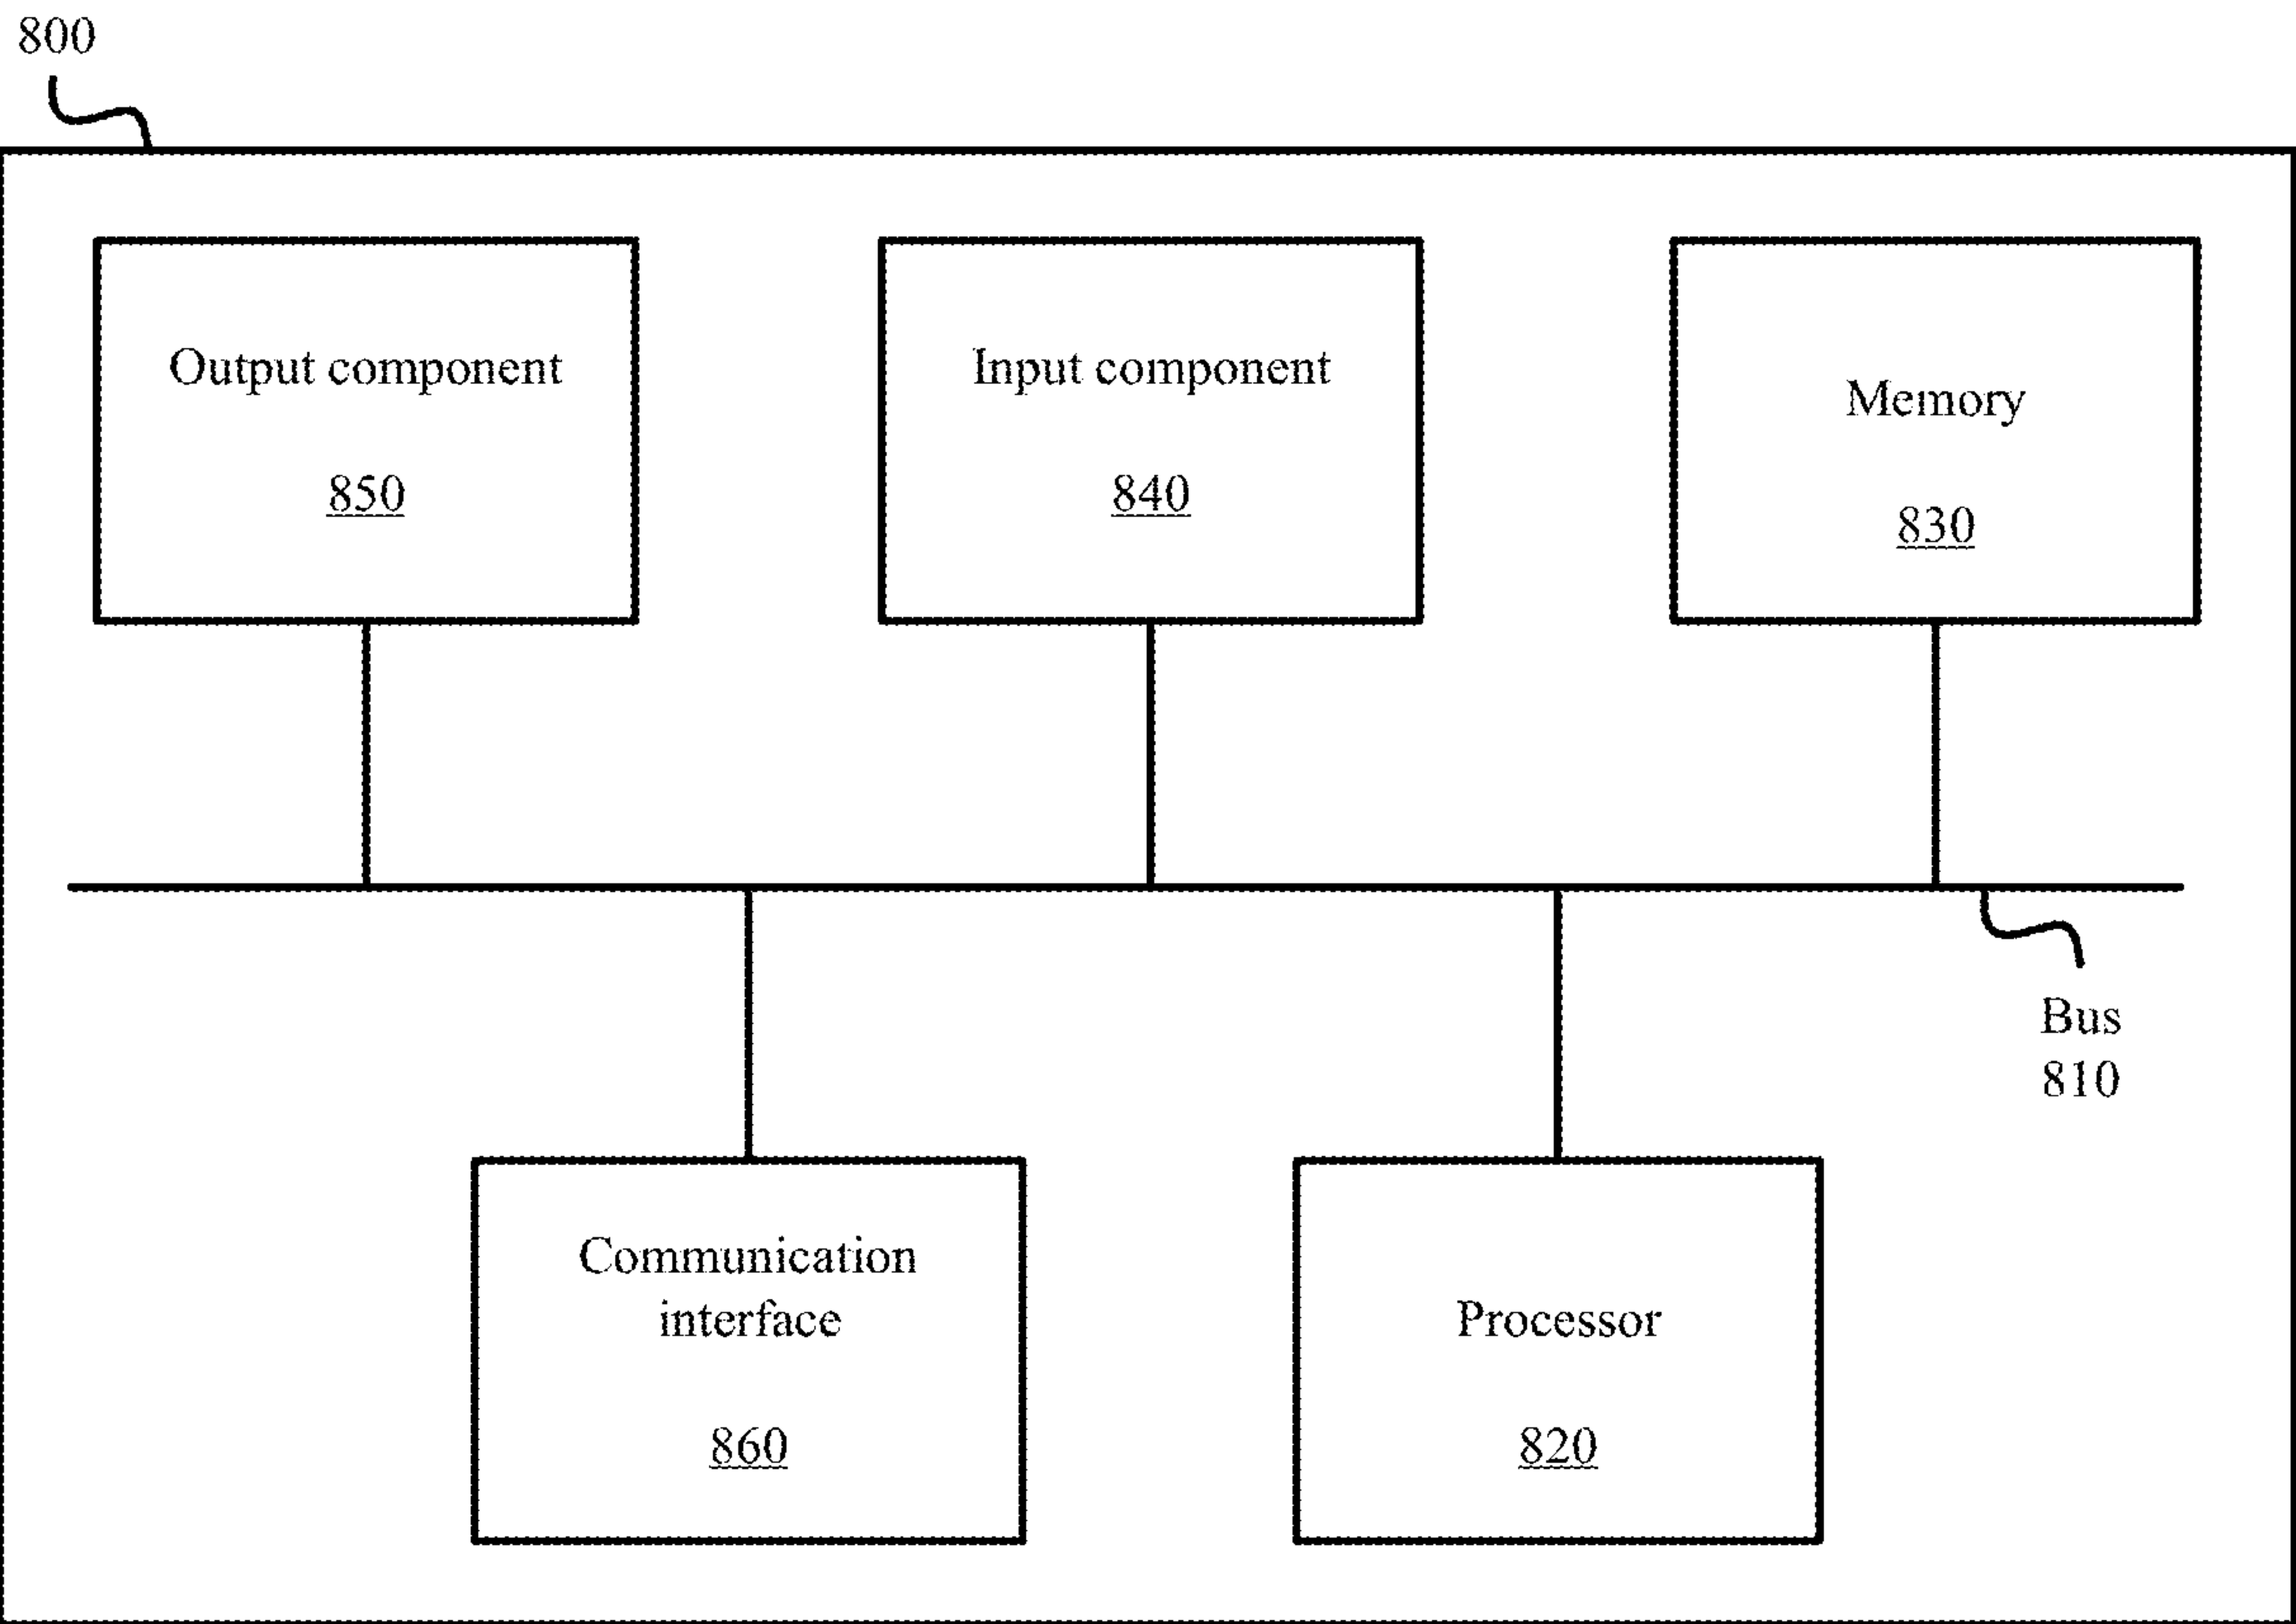 800
Output component
850
Input component
840
Memory
830
Bus
810
Communication
interface
860
Processor
820